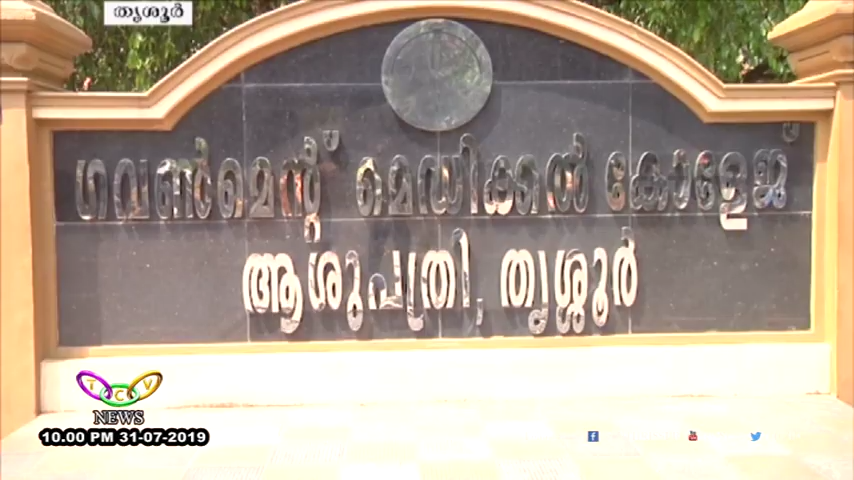 തൃശൂർ
ഗവൺമെന്റ് മെഡിക്കൽ കോളേജ്
ആശുപത്രി, തൃശ്ശൂർ
TCV
NEWS
10.00 PM 31-07-2019